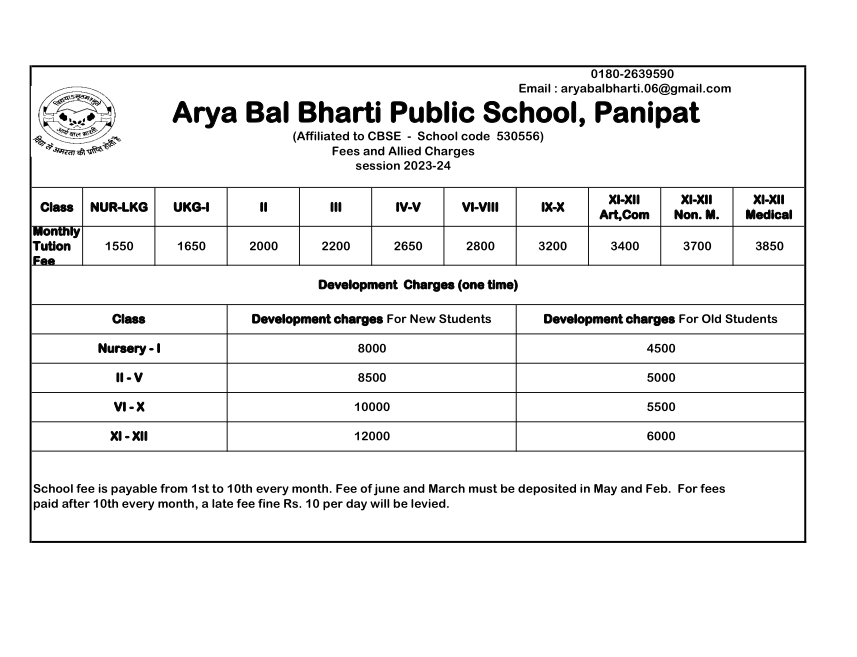 0180-2639590
Email : aryabalbharti.06@gmail.com
Arya Bal Bharti Public School, Panipat
(Affiliated to CBSE - School code 530556)
Fees and Allied Charges
session 2023-24
आर्य बाल भारती
विद्या से अमरता की प्राप्ति होती है
Class NUR-LKG UKG-I II III IV-V VI-VIII IX-X XI-XII Art,Com XI-XII Non. M. XI-XII Medical
Monthly Tution Fee 1550 1650 2000 2200 2650 2800 3200 3400 3700 3850
Development Charges (one time)
Class Development charges For New Students Development charges For Old Students
Nursery - I 8000 4500
II - V 8500 5000
VI - X 10000 5500
XI - XII 12000 6000
School fee is payable from 1st to 10th every month. Fee of june and March must be deposited in May and Feb. For fees
paid after 10th every month, a late fee fine Rs. 10 per day will be levied.